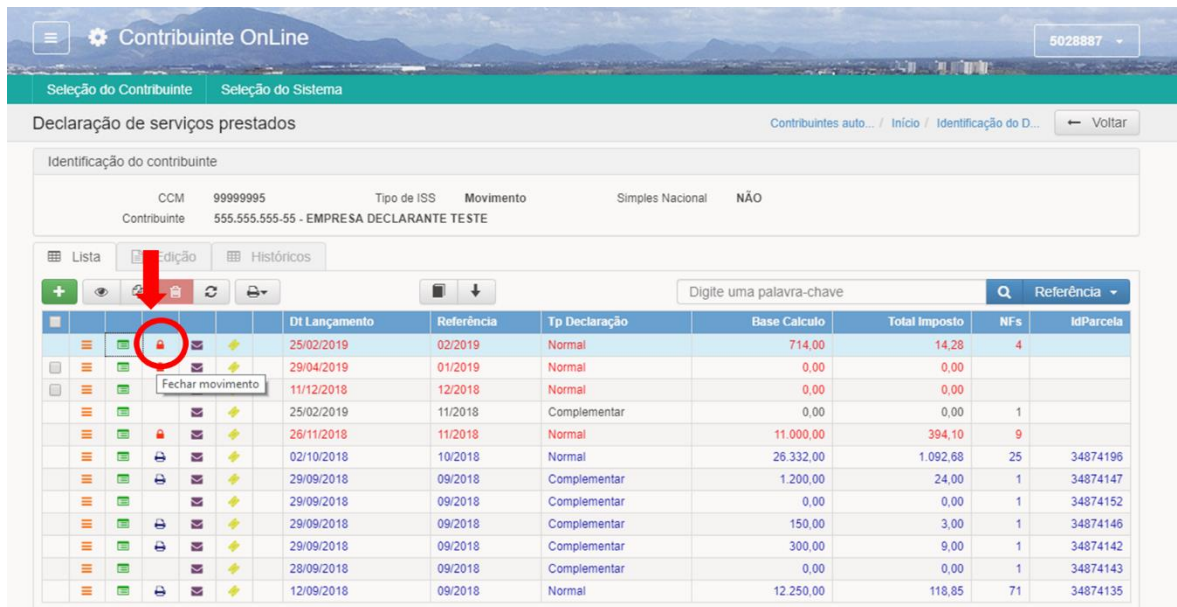 Contribuinte OnLine
5028887
Seleção do Contribuinte Seleção do Sistema
Declaração de serviços prestados
Contribuintes auto... / Início / Identificação do D...
← Voltar
Identificação do contribuinte
CCM 99999995 Tipo de ISS Movimento Simples Nacional NÃO
Contribuinte 555.555.555-55 - EMPRESA DECLARANTE TESTE
Lista Edição Históricos
Digite uma palavra-chave
Referência
Dt Lançamento Referência Tp Declaração Base Calculo Total Imposto NFs IdParcela
25/02/2019 02/2019 Normal 714,00 14,28 4
29/04/2019 01/2019 Normal 0,00 0,00
Fechar movimento
11/12/2018 12/2018 Normal 0,00 0,00
25/02/2019 11/2018 Complementar 0,00 0,00 1
26/11/2018 11/2018 Normal 11.000,00 394,10 9
02/10/2018 10/2018 Normal 26.332,00 1.092,68 25 34874196
29/09/2018 09/2018 Complementar 1.200,00 24,00 1 34874147
29/09/2018 09/2018 Complementar 0,00 0,00 1 34874152
29/09/2018 09/2018 Complementar 150,00 3,00 1 34874146
29/09/2018 09/2018 Complementar 300,00 9,00 1 34874142
28/09/2018 09/2018 Complementar 0,00 0,00 1 34874143
12/09/2018 09/2018 Normal 12.250,00 118,85 71 34874135